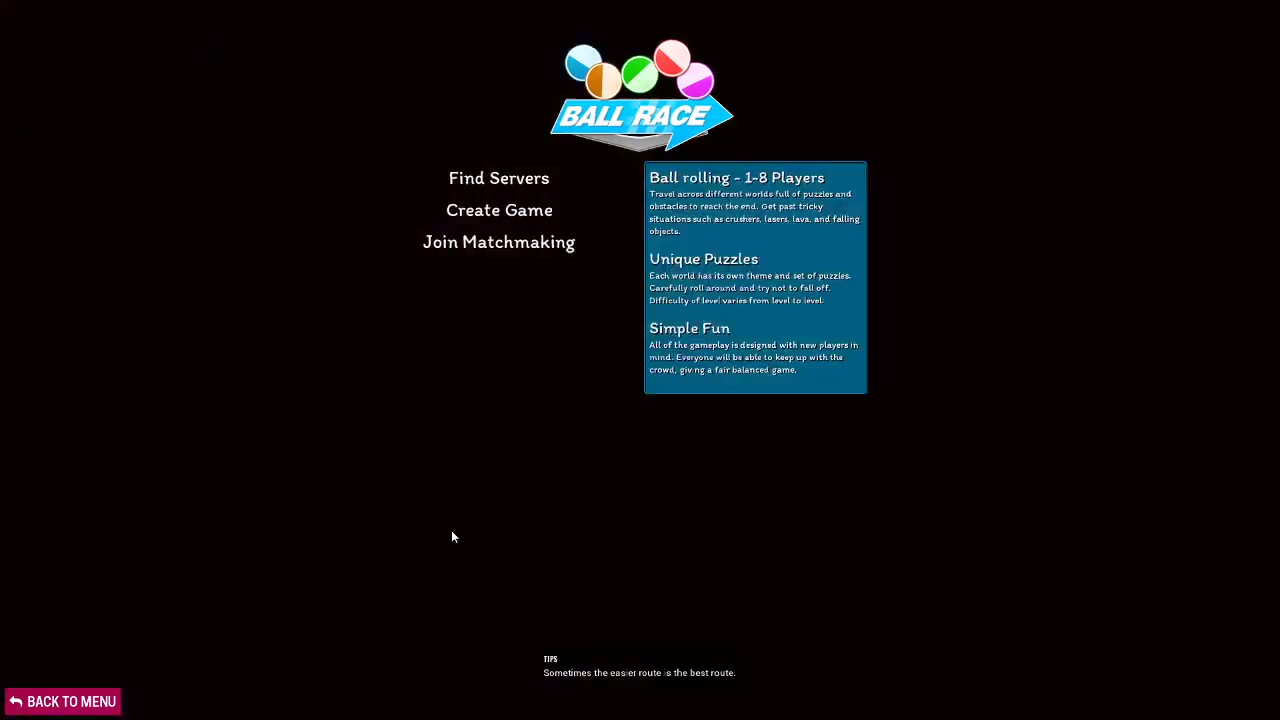 BALL RACE
Find Servers
Create Game
Join Matchmaking
Ball rolling - 1-8 Players
Travel across different worlds full of puzzles and
obstacles to reach the end. Get past tricky
situations such as crushers, lasers, lava, and falling
objects.
Unique Puzzles
Each world has its own theme and set of puzzles.
Carefully roll around and try not to fall off.
Difficulty of level varies from level to level.
Simple Fun
All of the gameplay is designed with new players in
mind. Everyone will be able to keep up with the
crowd, giving a fair balanced game.
TIPS
Sometimes the easier route is the best route.
BACK TO MENU